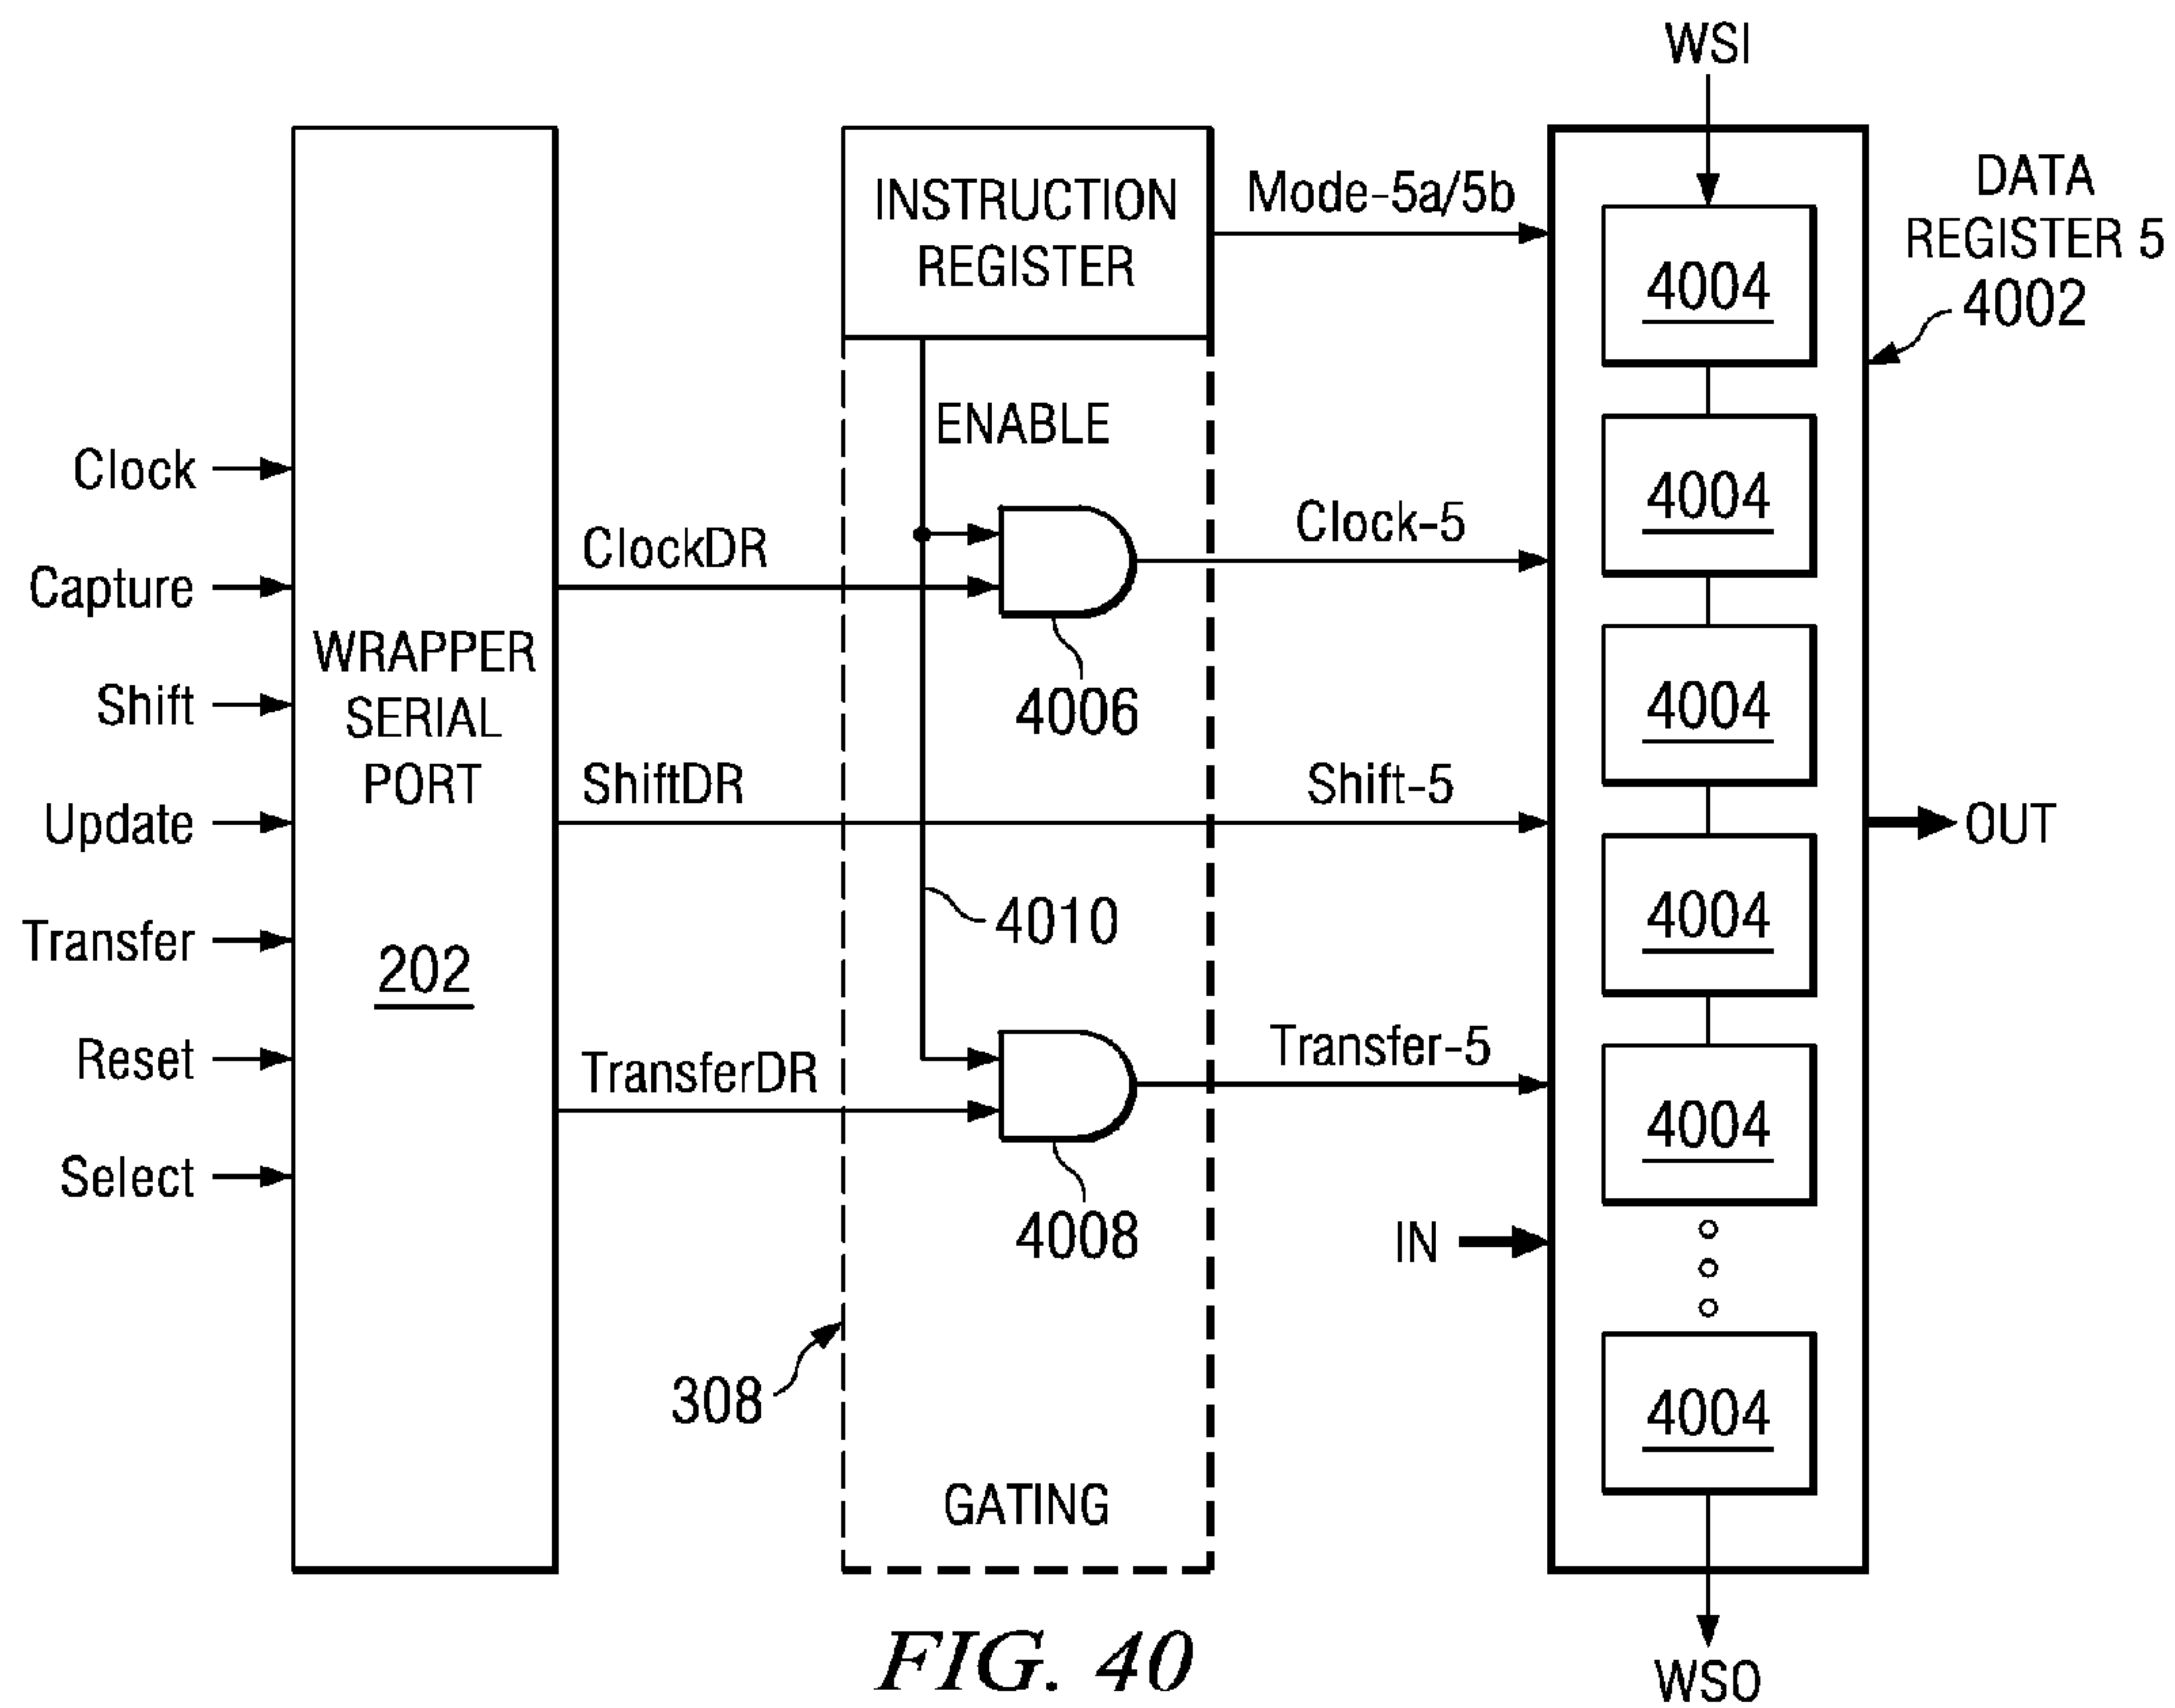 WSI
INSTRUCTION
REGISTER
Mode-5a/5b
DATA
REGISTER 5
4002
4004
ENABLE
Clock
4004
Clock-5
ClockDR
Capture
WRAPPER
SERIAL
PORT
4006
4004
Shift
ShiftDR
Shift-5
Update
OUT
4004
4010
Transfer
202
Reset
TransferDR
Transfer-5
4004
Select
4008
IN
308
4004
GATING
FIG. 40
WSO